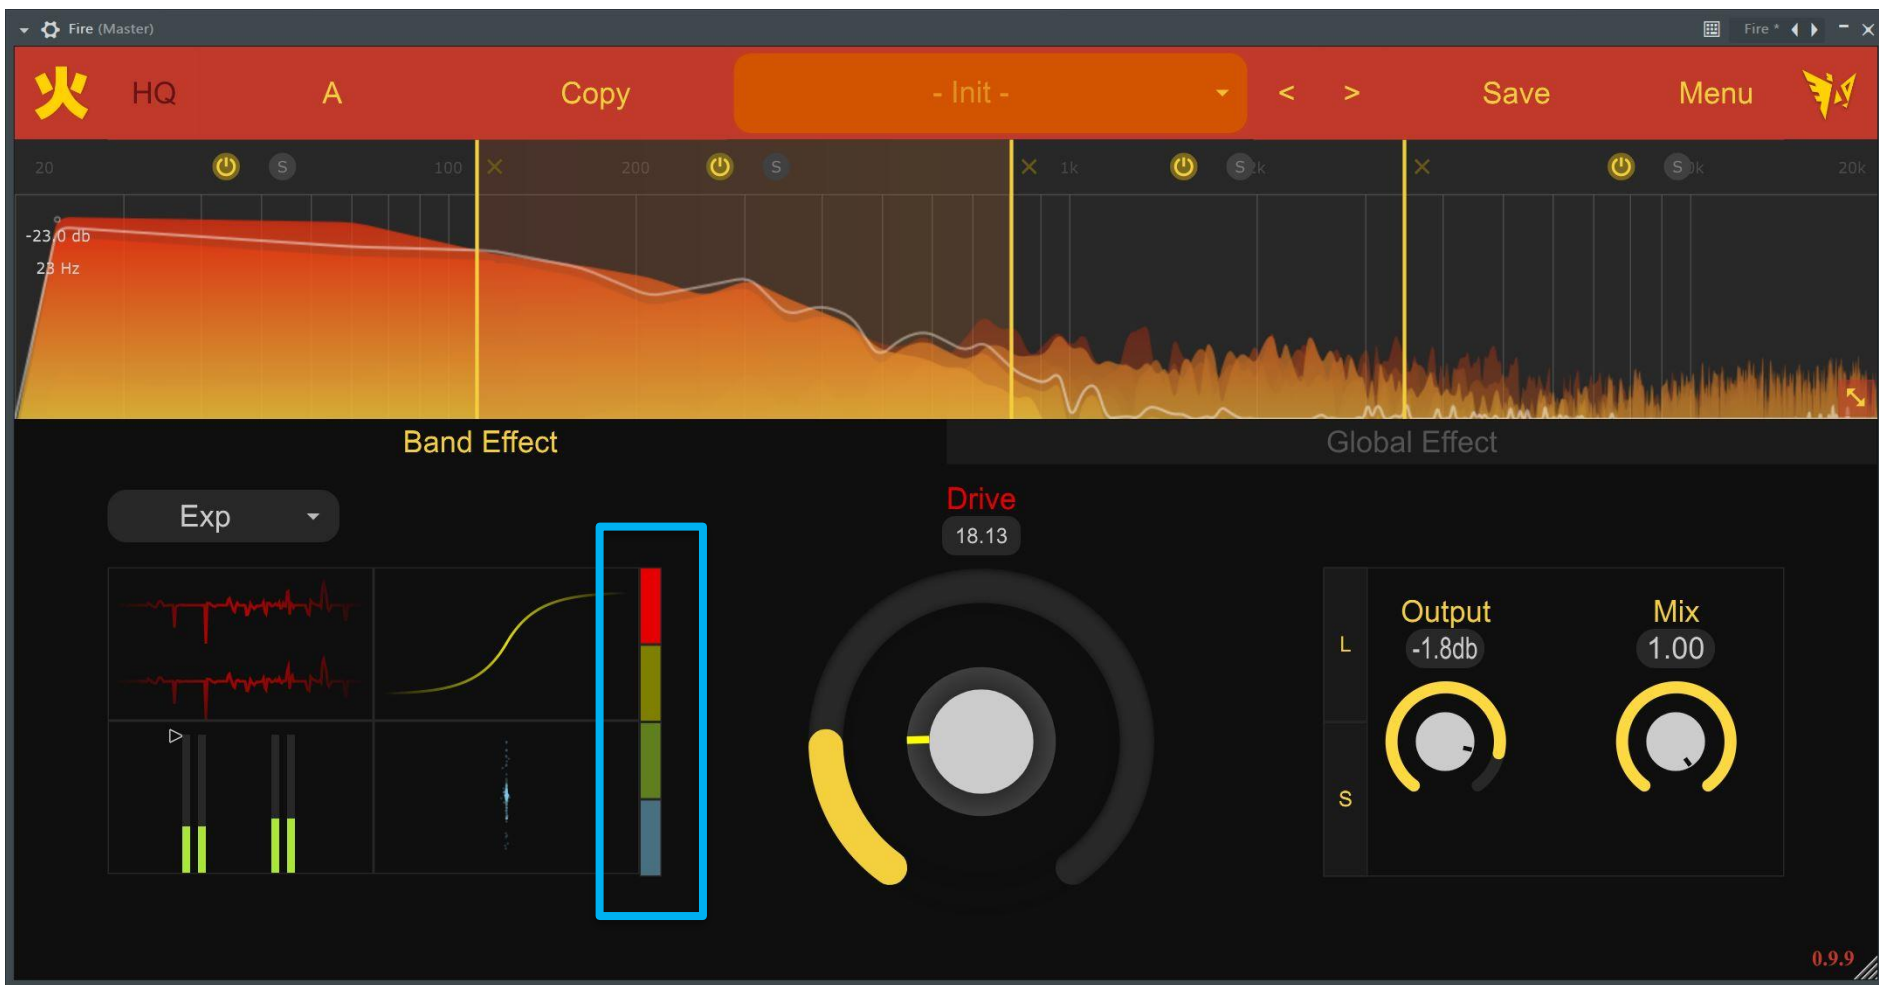 Fire (Master)
Fire *
火 HQ A Copy - Init - < > Save Menu
20 S 100 200 S 1k S k S k 20k
-23.0 db
23 Hz
Band Effect Global Effect
Exp
Drive
18.13
Output Mix
-1.8db 1.00
L
S
0.9.9